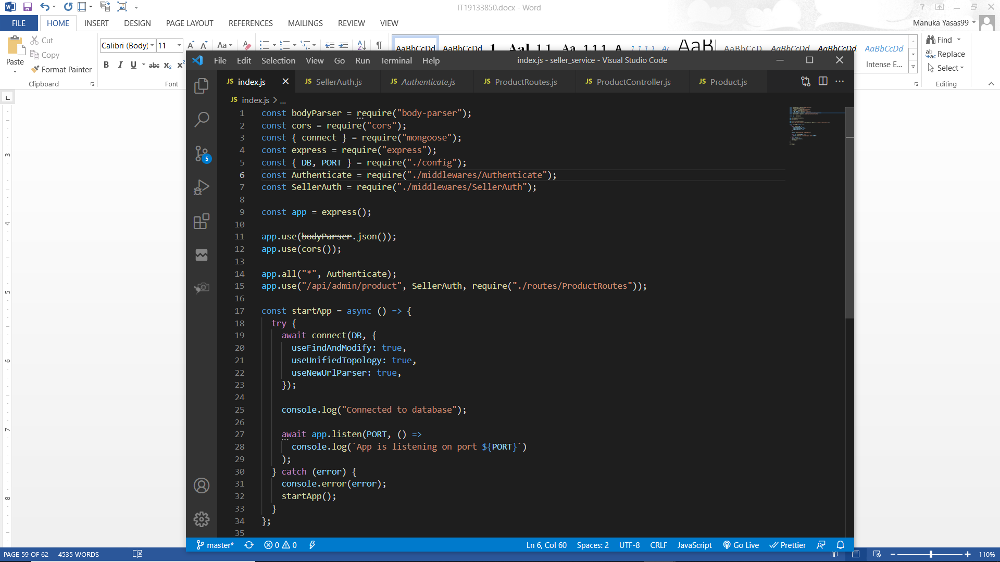 IT19133850.docx - Word
FILE HOME INSERT DESIGN PAGE LAYOUT REFERENCES MAILINGS REVIEW VIEW Manuka Yasas99
Cut
Copy
Format Painter
Paste
Clipboard
Calibri (Body) 11
Font
AaBbCcDd AaBbCcDd AaBbCcD AaBbCcDd AaBbCcDd AaBbCcDd
Intense E...
Find
Replace
Select
Editing
File Edit Selection View Go Run Terminal Help index.js - seller_service - Visual Studio Code
JS index.js JS SellerAuth.js JS Authenticate.js JS ProductRoutes.js JS ProductController.js JS Product.js
JS index.js > ...
1 const bodyParser = require("body-parser");
2 const cors = require("cors");
3 const { connect } = require("mongoose");
4 const express = require("express");
5 const { DB, PORT } = require("./config");
6 const Authenticate = require("./middlewares/Authenticate");
7 const SellerAuth = require("./middlewares/SellerAuth");
8
9 const app = express();
10
11 app.use(bodyParser.json());
12 app.use(cors());
13
14 app.all("*", Authenticate);
15 app.use("/api/admin/product", SellerAuth, require("./routes/ProductRoutes"));
16
17 const startApp = async () => {
18 try {
19 await connect(DB, {
20 useFindAndModify: true,
21 useUnifiedTopology: true,
22 useNewUrlParser: true,
23 });
24
25 console.log("Connected to database");
26
27 await app.listen(PORT, () =>
28 console.log(`App is listening on port ${PORT}`)
29 );
30 } catch (error) {
31 console.error(error);
32 startApp();
33 }
34 };
35
5
master* 0 0 Ln 6, Col 60 Spaces: 2 UTF-8 CRLF JavaScript Go Live Prettier
PAGE 59 OF 62 4535 WORDS 110%